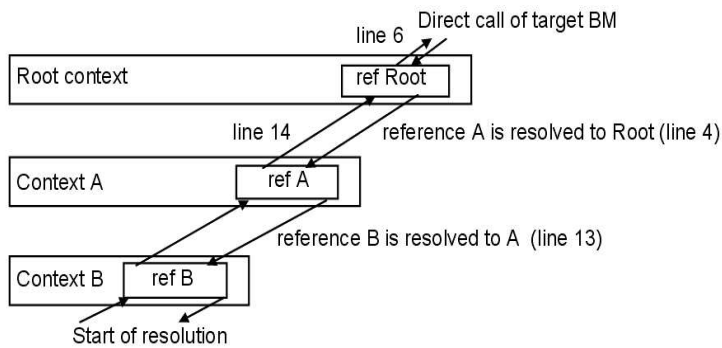 Direct call of target BM
line 6
Root context
ref Root
line 14
reference A is resolved to Root (line 4)
Context A
ref A
reference B is resolved to A (line 13)
Context B
ref B
Start of resolution